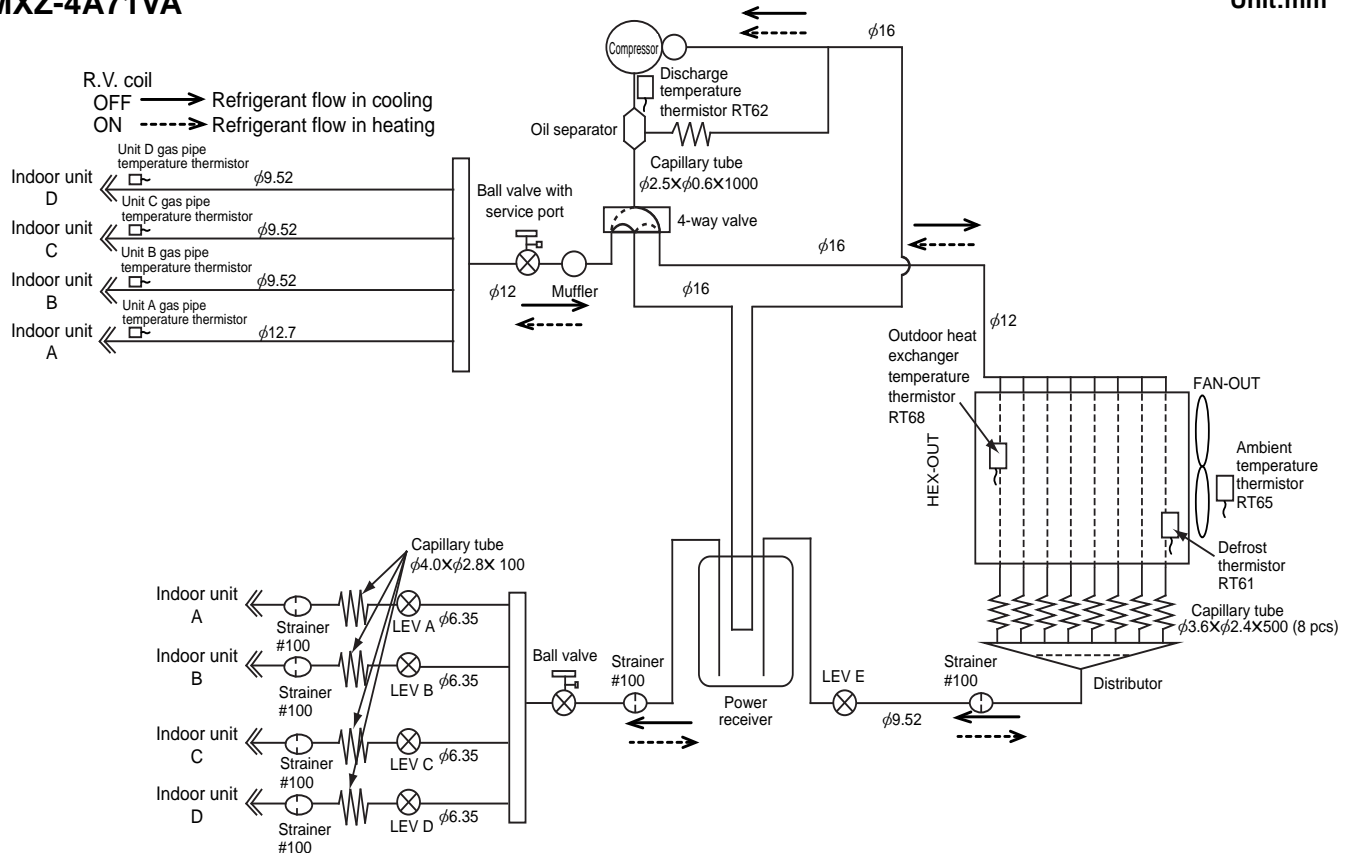 MXZ-4A71VA
Unit:mm
R.V. coil
OFF Refrigerant flow in cooling
ON Refrigerant flow in heating
Compressor
Discharge
temperature
thermistor RT62
Oil separator
Capillary tube
ϕ2.5Xϕ0.6X1000
4-way valve
ϕ16
Unit D gas pipe
temperature thermistor
Indoor unit
D
ϕ9.52
Unit C gas pipe
temperature thermistor
Indoor unit
C
ϕ9.52
Unit B gas pipe
temperature thermistor
Indoor unit
B
ϕ9.52
Unit A gas pipe
temperature thermistor
Indoor unit
A
ϕ12.7
Ball valve with
service port
ϕ12
Muffler
ϕ16
ϕ16
ϕ12
Outdoor heat
exchanger
temperature
thermistor
RT68
HEX-OUT
FAN-OUT
Ambient
temperature
thermistor
RT65
Defrost
thermistor
RT61
Capillary tube
ϕ3.6Xϕ2.4X500 (8 pcs)
Distributor
Strainer
#100
ϕ9.52
LEV E
Power
receiver
Strainer
#100
Ball valve
Capillary tube
ϕ4.0Xϕ2.8X 100
Indoor unit
A
Strainer
#100
LEV A
ϕ6.35
Indoor unit
B
Strainer
#100
LEV B
ϕ6.35
Indoor unit
C
Strainer
#100
LEV C
ϕ6.35
Indoor unit
D
Strainer
#100
LEV D
ϕ6.35